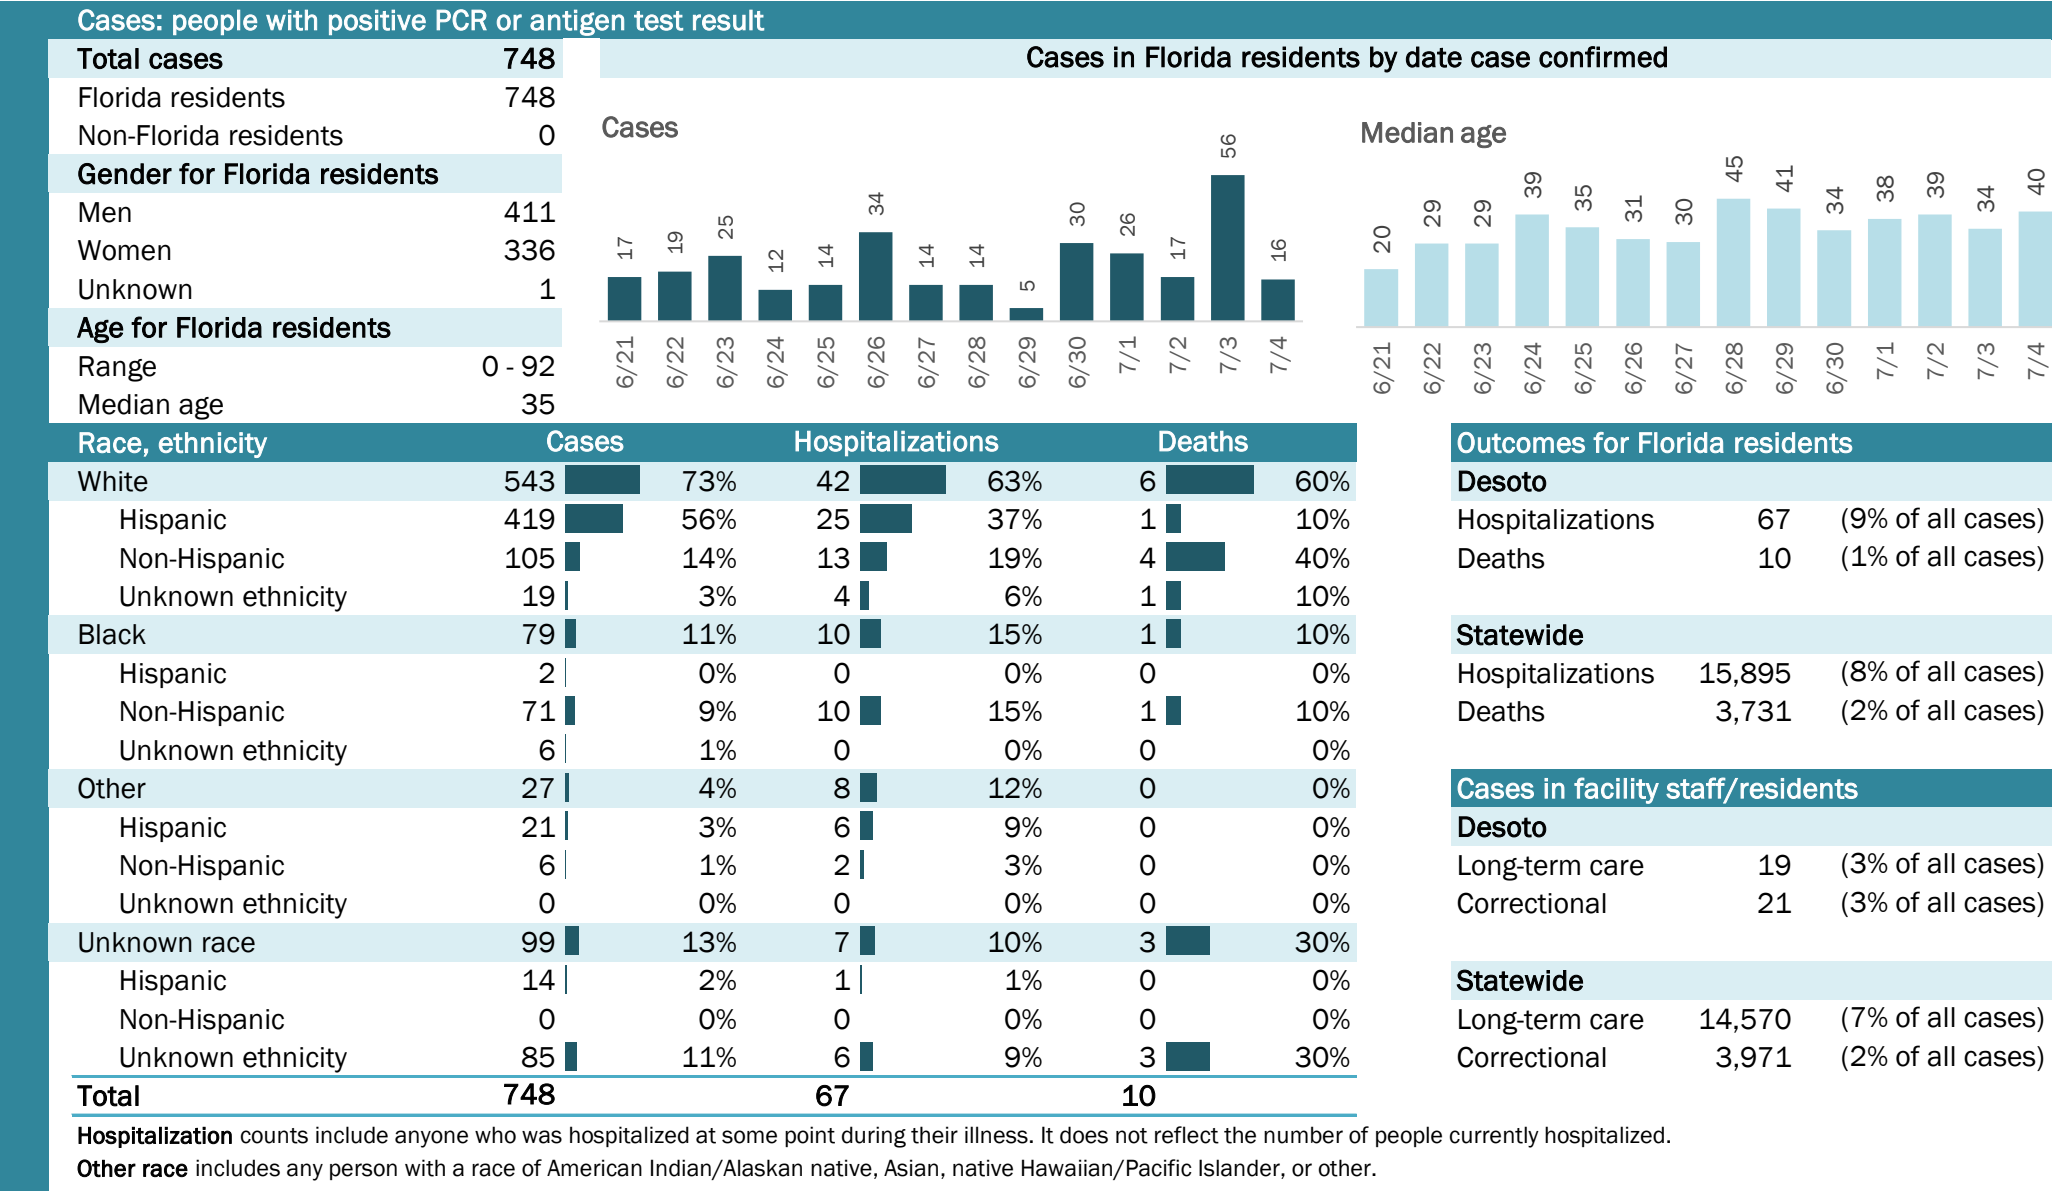 Cases: people with positive PCR or antigen test result
Total cases 748
Florida residents 748
Non-Florida residents 0
Gender for Florida residents
Men 411
Women 336
Unknown 1
Age for Florida residents
Range 0 - 92
Median age 35
Cases in Florida residents by date case confirmed
Cases
17 19 25 12 14 34 14 14 5 30 26 17 56 16
6/21 6/22 6/23 6/24 6/25 6/26 6/27 6/28 6/29 6/30 7/1 7/2 7/3 7/4
Median age
20 29 29 39 35 31 30 45 41 34 38 39 34 40
6/21 6/22 6/23 6/24 6/25 6/26 6/27 6/28 6/29 6/30 7/1 7/2 7/3 7/4
Race, ethnicity Cases Hospitalizations Deaths
White 543 73% 42 63% 6 60%
Hispanic 419 56% 25 37% 1 10%
Non-Hispanic 105 14% 13 19% 4 40%
Unknown ethnicity 19 3% 4 6% 1 10%
Black 79 11% 10 15% 1 10%
Hispanic 2 0% 0 0% 0 0%
Non-Hispanic 71 9% 10 15% 1 10%
Unknown ethnicity 6 1% 0 0% 0 0%
Other 27 4% 8 12% 0 0%
Hispanic 21 3% 6 9% 0 0%
Non-Hispanic 6 1% 2 3% 0 0%
Unknown ethnicity 0 0% 0 0% 0 0%
Unknown race 99 13% 7 10% 3 30%
Hispanic 14 2% 1 1% 0 0%
Non-Hispanic 0 0% 0 0% 0 0%
Unknown ethnicity 85 11% 6 9% 3 30%
Total 748 67 10
Outcomes for Florida residents
Desoto
Hospitalizations 67 (9% of all cases)
Deaths 10 (1% of all cases)
Statewide
Hospitalizations 15,895 (8% of all cases)
Deaths 3,731 (2% of all cases)
Cases in facility staff/residents
Desoto
Long-term care 19 (3% of all cases)
Correctional 21 (3% of all cases)
Statewide
Long-term care 14,570 (7% of all cases)
Correctional 3,971 (2% of all cases)
Hospitalization counts include anyone who was hospitalized at some point during their illness. It does not reflect the number of people currently hospitalized.
Other race includes any person with a race of American Indian/Alaskan native, Asian, native Hawaiian/Pacific Islander, or other.